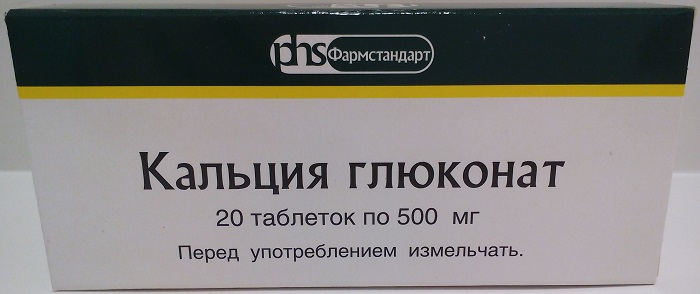 phs Фармстандарт
Кальция глюконат
20 таблеток по 500 мг
Перед употреблением измельчать.